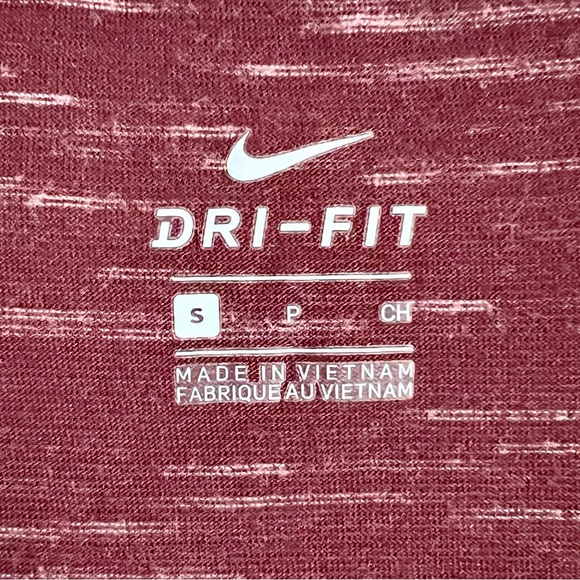 DRI-FIT
S P CH
MADE IN VIETNAM
FABRIQUE AU VIETNAM